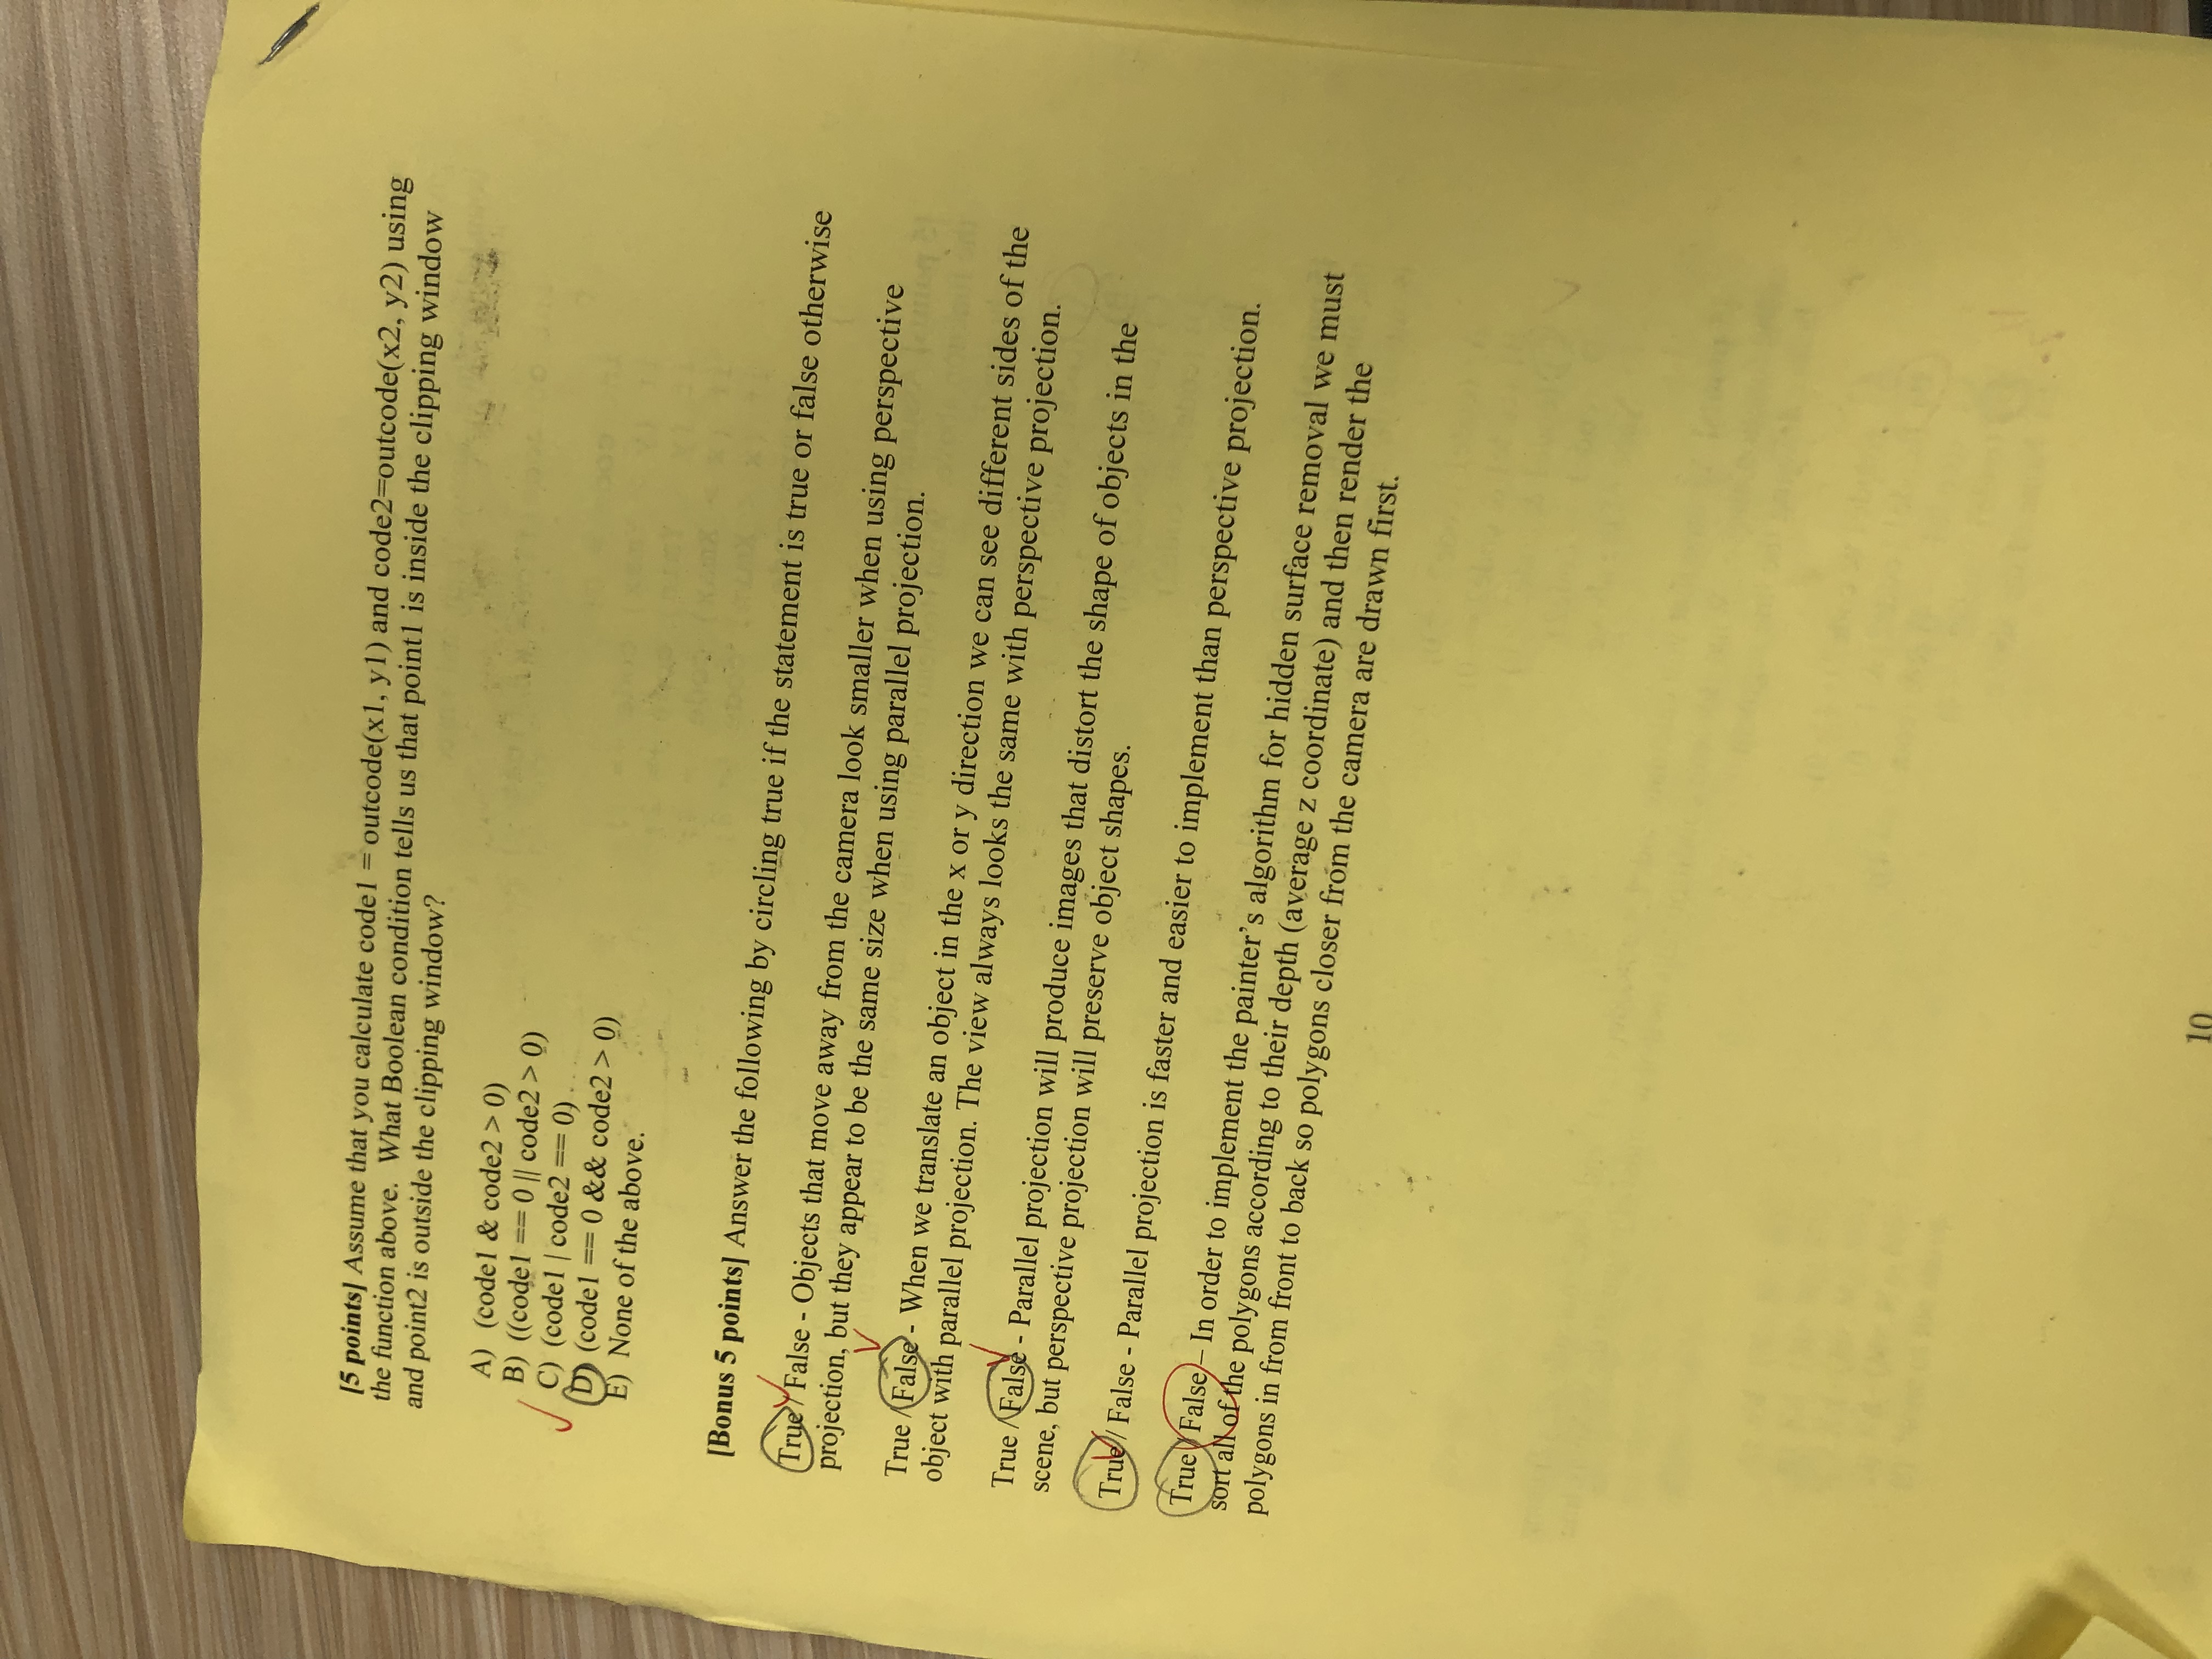 [5 points] Assume that you calculate code1 = outcode(x1, y1) and code2=outcode(x2, y2) using
the function above. What Boolean condition tells us that point1 is inside the clipping window
and point2 is outside the clipping window?
A) (code1 & code2 > 0)
B) ((code1 == 0 || code2 > 0)
C) (code1 | code2 == 0)
D) (code1 == 0 && code2 > 0)
E) None of the above.
[Bonus 5 points] Answer the following by circling true if the statement is true or false otherwise
True / False - Objects that move away from the camera look smaller when using perspective
projection, but they appear to be the same size when using parallel projection.
True / False - When we translate an object in the x or y direction we can see different sides of the
object with parallel projection. The view always looks the same with perspective projection.
True / False - Parallel projection will produce images that distort the shape of objects in the
scene, but perspective projection will preserve object shapes.
True / False - Parallel projection is faster and easier to implement than perspective projection.
True / False – In order to implement the painter's algorithm for hidden surface removal we must
sort all of the polygons according to their depth (average z coordinate) and then render the
polygons in from front to back so polygons closer from the camera are drawn first.
10